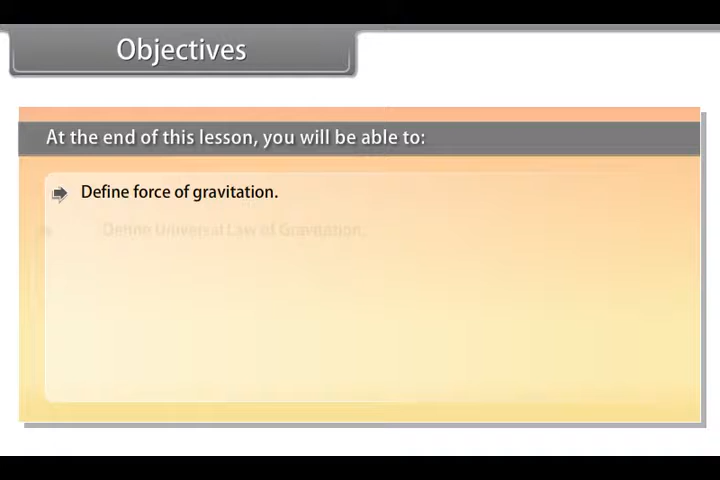 Objectives
At the end of this lesson, you will be able to:
Define force of gravitation.
Define Universal Law of Gravitation.